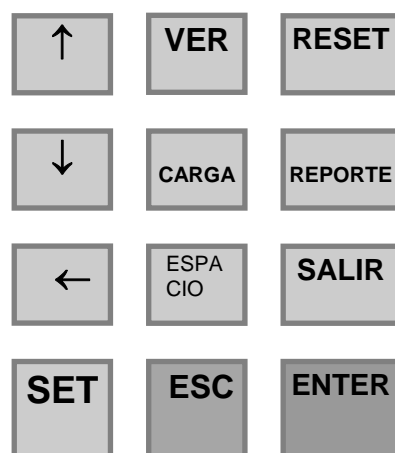 ↑ VER RESET
↓ CARGA REPORTE
← ESPA
CIO SALIR
SET ESC ENTER